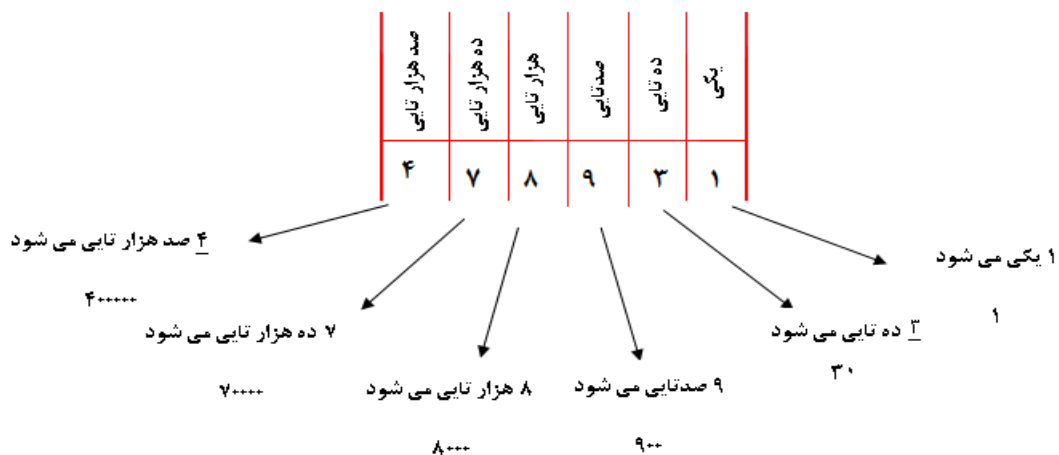 یکی
ده تایی
صدتایی
هزار تایی
ده هزار تایی
صد هزار تایی
۴ ۷ ۸ ۹ ۳ ۱
۱ یکی می شود
۱
۳ ده تایی می شود
۳۰
۹ صدتایی می شود
۹۰۰
۸ هزار تایی می شود
۸۰۰۰
۷ ده هزار تایی می شود
۷۰۰۰۰
۴ صد هزار تایی می شود
۴۰۰۰۰۰